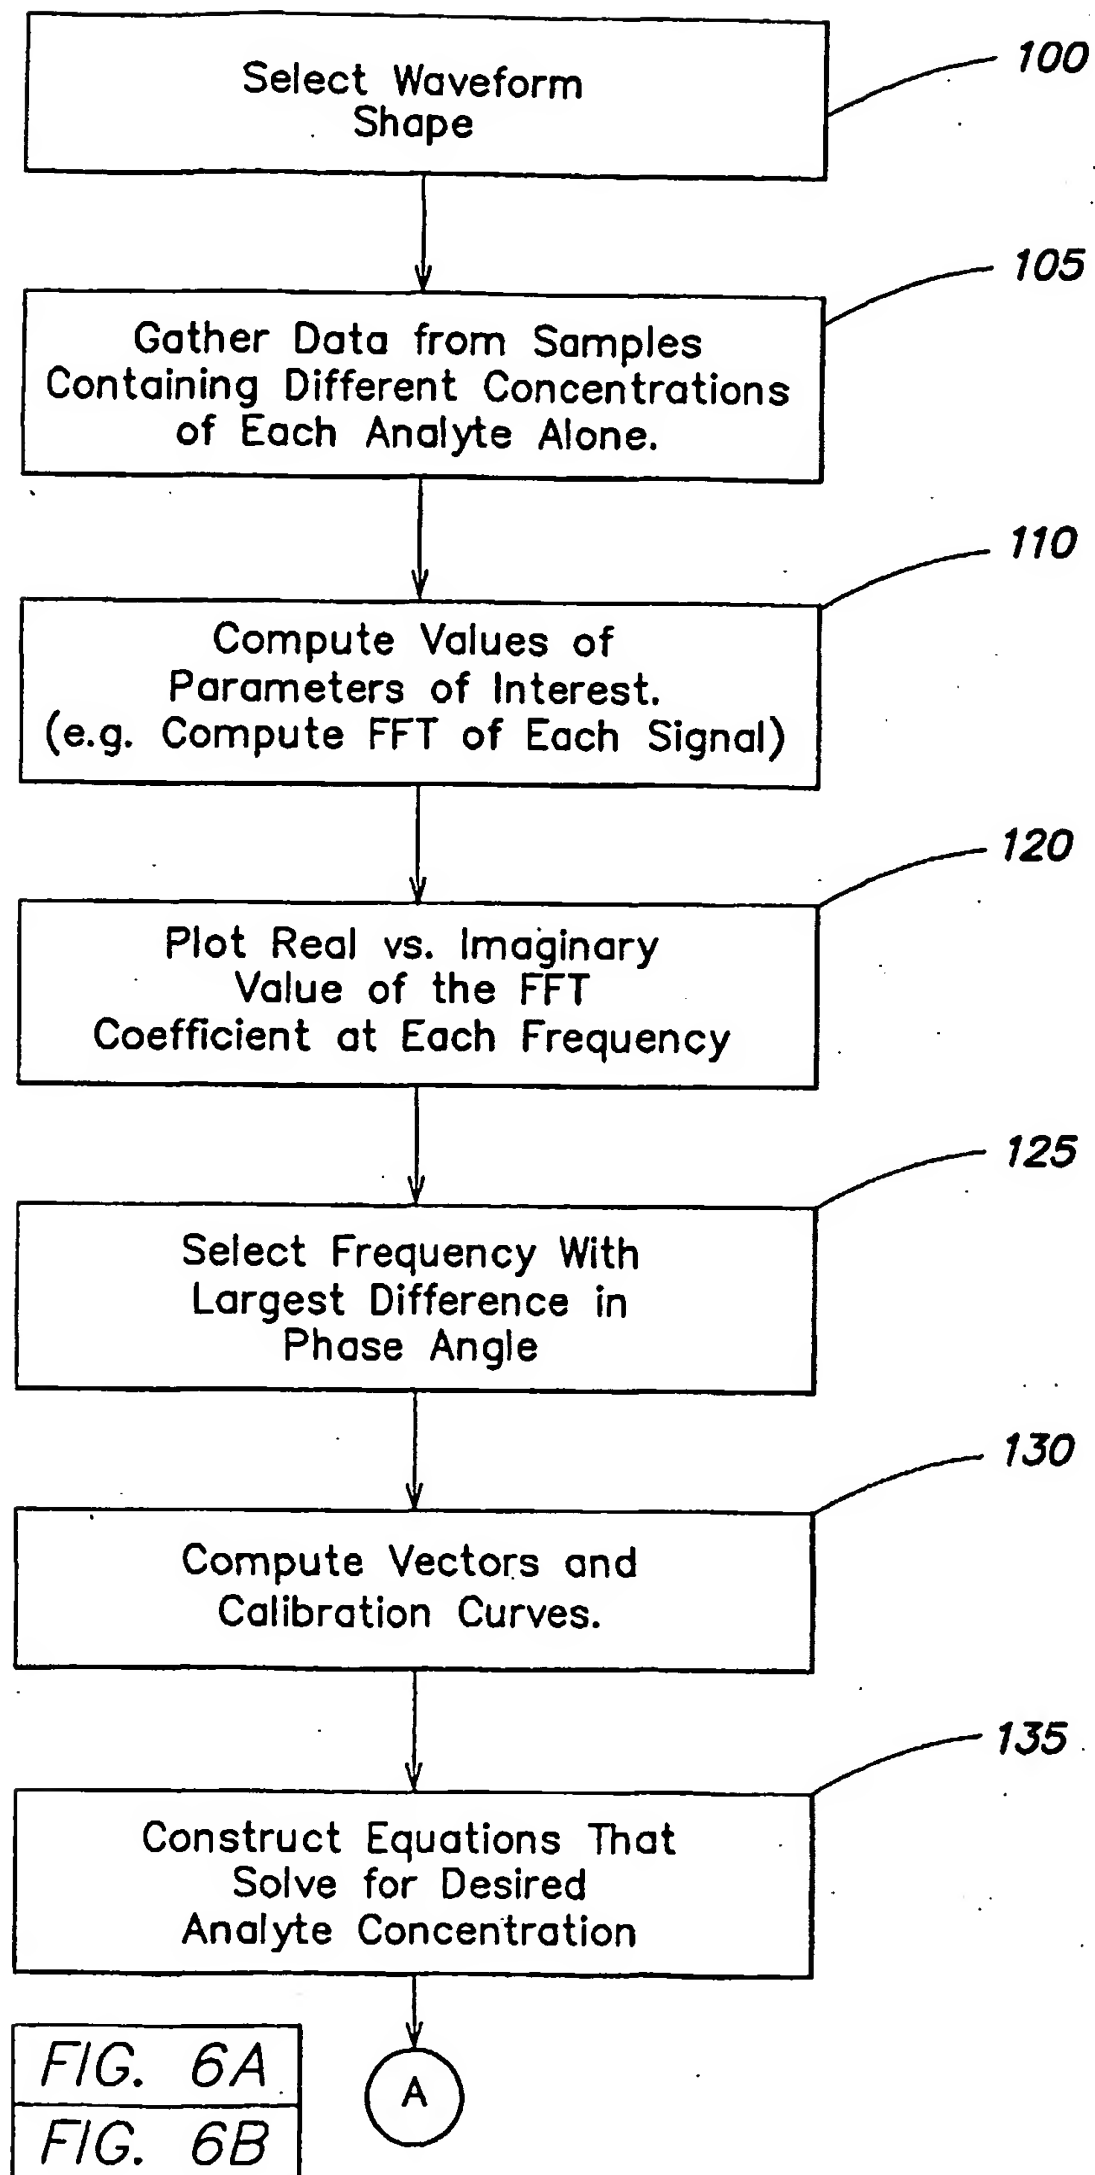 Select Waveform
Shape
100
Gather Data from Samples
Containing Different Concentrations
of Each Analyte Alone.
105
Compute Values of
Parameters of Interest.
(e.g. Compute FFT of Each Signal)
110
Plot Real vs. Imaginary
Value of the FFT
Coefficient at Each Frequency
120
Select Frequency With
Largest Difference in
Phase Angle
125
Compute Vectors and
Calibration Curves.
130
Construct Equations That
Solve for Desired
Analyte Concentration
135
A
FIG. 6A
FIG. 6B